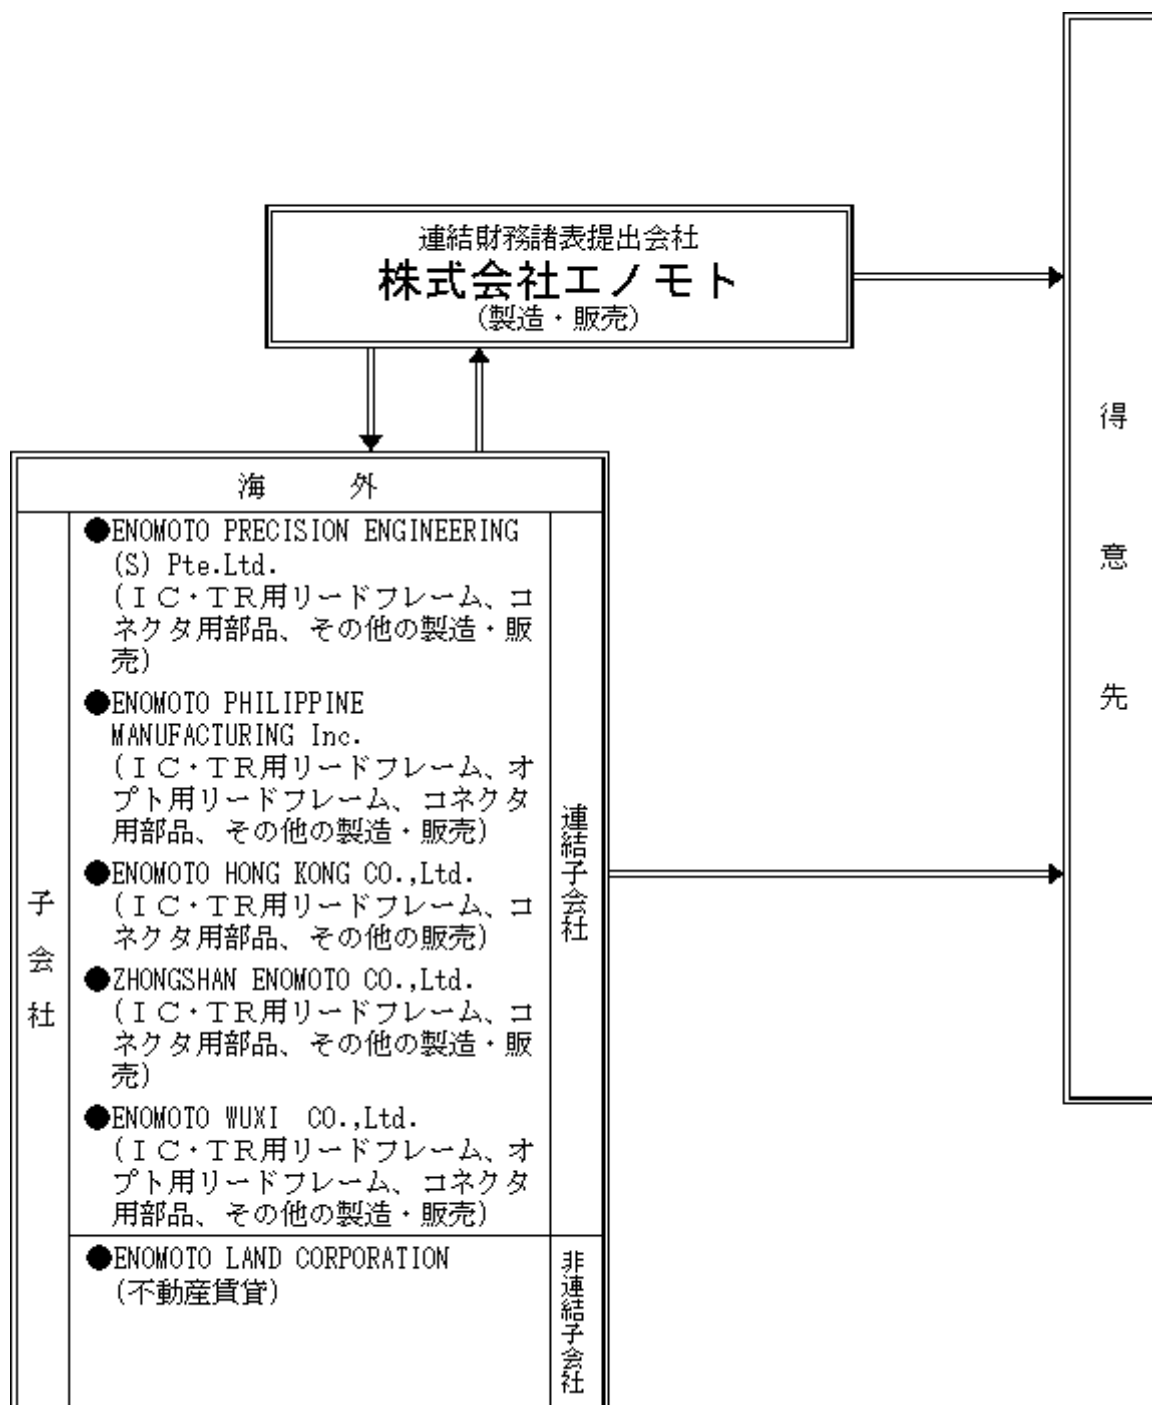 連結財務諸表提出会社
株式会社エノモト
(製造・販売)
得意先
海 外
子会社
●ENOMOTO PRECISION ENGINEERING
(S) Pte.Ltd.
(ＩＣ・ＴＲ用リードフレーム、コ
ネクタ用部品、その他の製造・販
売)
●ENOMOTO PHILIPPINE
MANUFACTURING Inc.
(ＩＣ・ＴＲ用リードフレーム、オ
プト用リードフレーム、コネクタ
用部品、その他の製造・販売)
●ENOMOTO HONG KONG CO.,Ltd.
(ＩＣ・ＴＲ用リードフレーム、コ
ネクタ用部品、その他の販売)
●ZHONGSHAN ENOMOTO CO.,Ltd.
(ＩＣ・ＴＲ用リードフレーム、コ
ネクタ用部品、その他の製造・販
売)
●ENOMOTO WUXI CO.,Ltd.
(ＩＣ・ＴＲ用リードフレーム、オ
プト用リードフレーム、コネクタ
用部品、その他の製造・販売)
連結子会社
●ENOMOTO LAND CORPORATION
(不動産賃貸)
非連結子会社